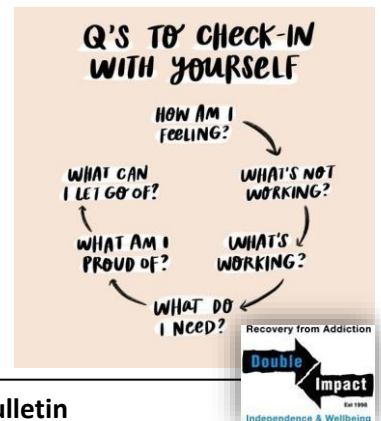 Q'S TO CHECK-IN
WITH YOURSELF
HOW AM I
FEELING?
WHAT'S NOT
WORKING?
WHAT'S
WORKING?
WHAT DO
I NEED?
WHAT AM I
PROUD OF?
WHAT CAN
I LET GO OF?
Recovery from Addiction
Double
Impact
Est 1998
Independence & Wellbeing
ulletin